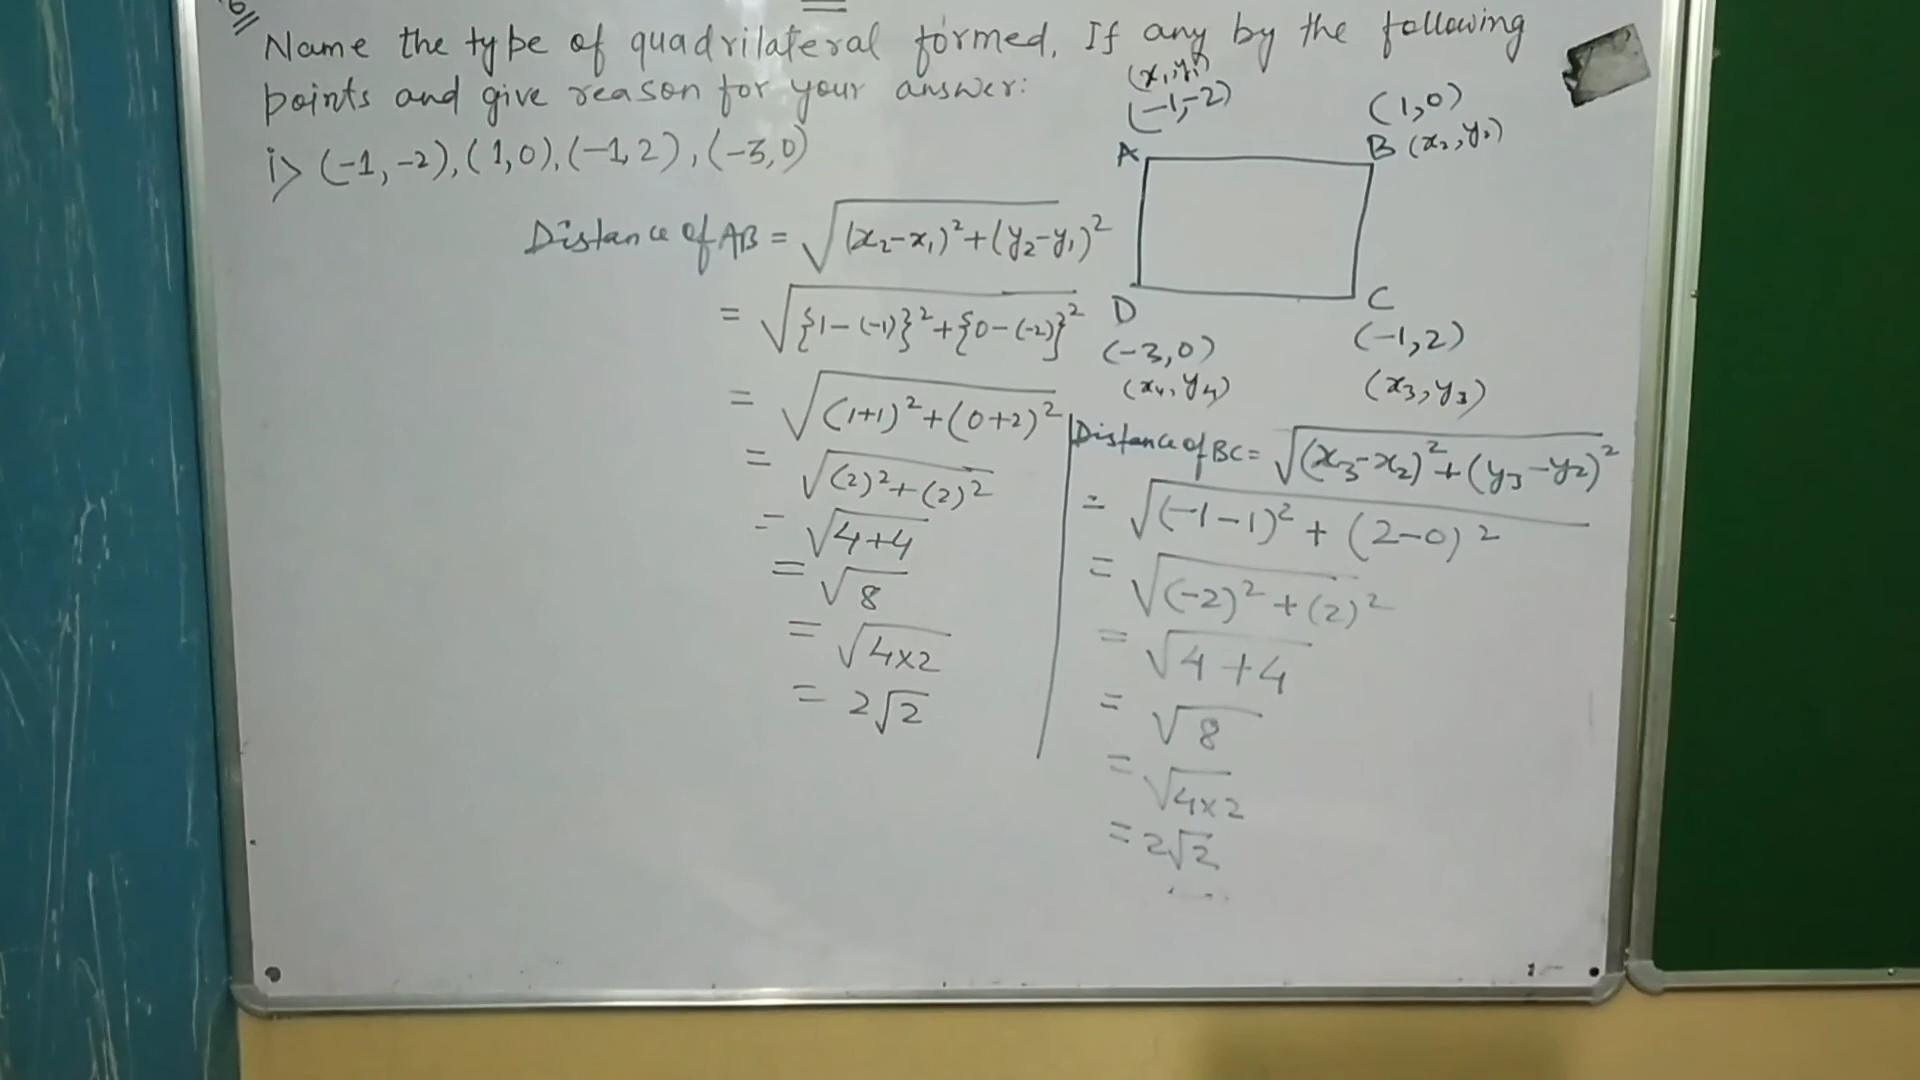 6||
Name the type of quadrilateral formed, If any by the following
points and give reason for your answer:
i> (-1, -2), (1,0), (-1,2), (-3,0)
(x₁,y₁)
(-1,-2)
(1,0)
A
B (x₂,y₂)
D
C
(-3,0)
(-1,2)
(x₄,y₄)
(x₃,y₃)
Distance of AB = √(x₂-x₁)²+(y₂-y₁)²
= √{1-(-1)}²+{0-(-2)}²
= √(1+1)²+(0+2)²
= √(2)²+(2)²
= √4+4
= √8
= √4×2
= 2√2
Distance of BC = √(x₃-x₂)²+(y₃-y₂)²
= √(-1-1)²+(2-0)²
= √(-2)²+(2)²
= √4+4
= √8
= √4×2
= 2√2